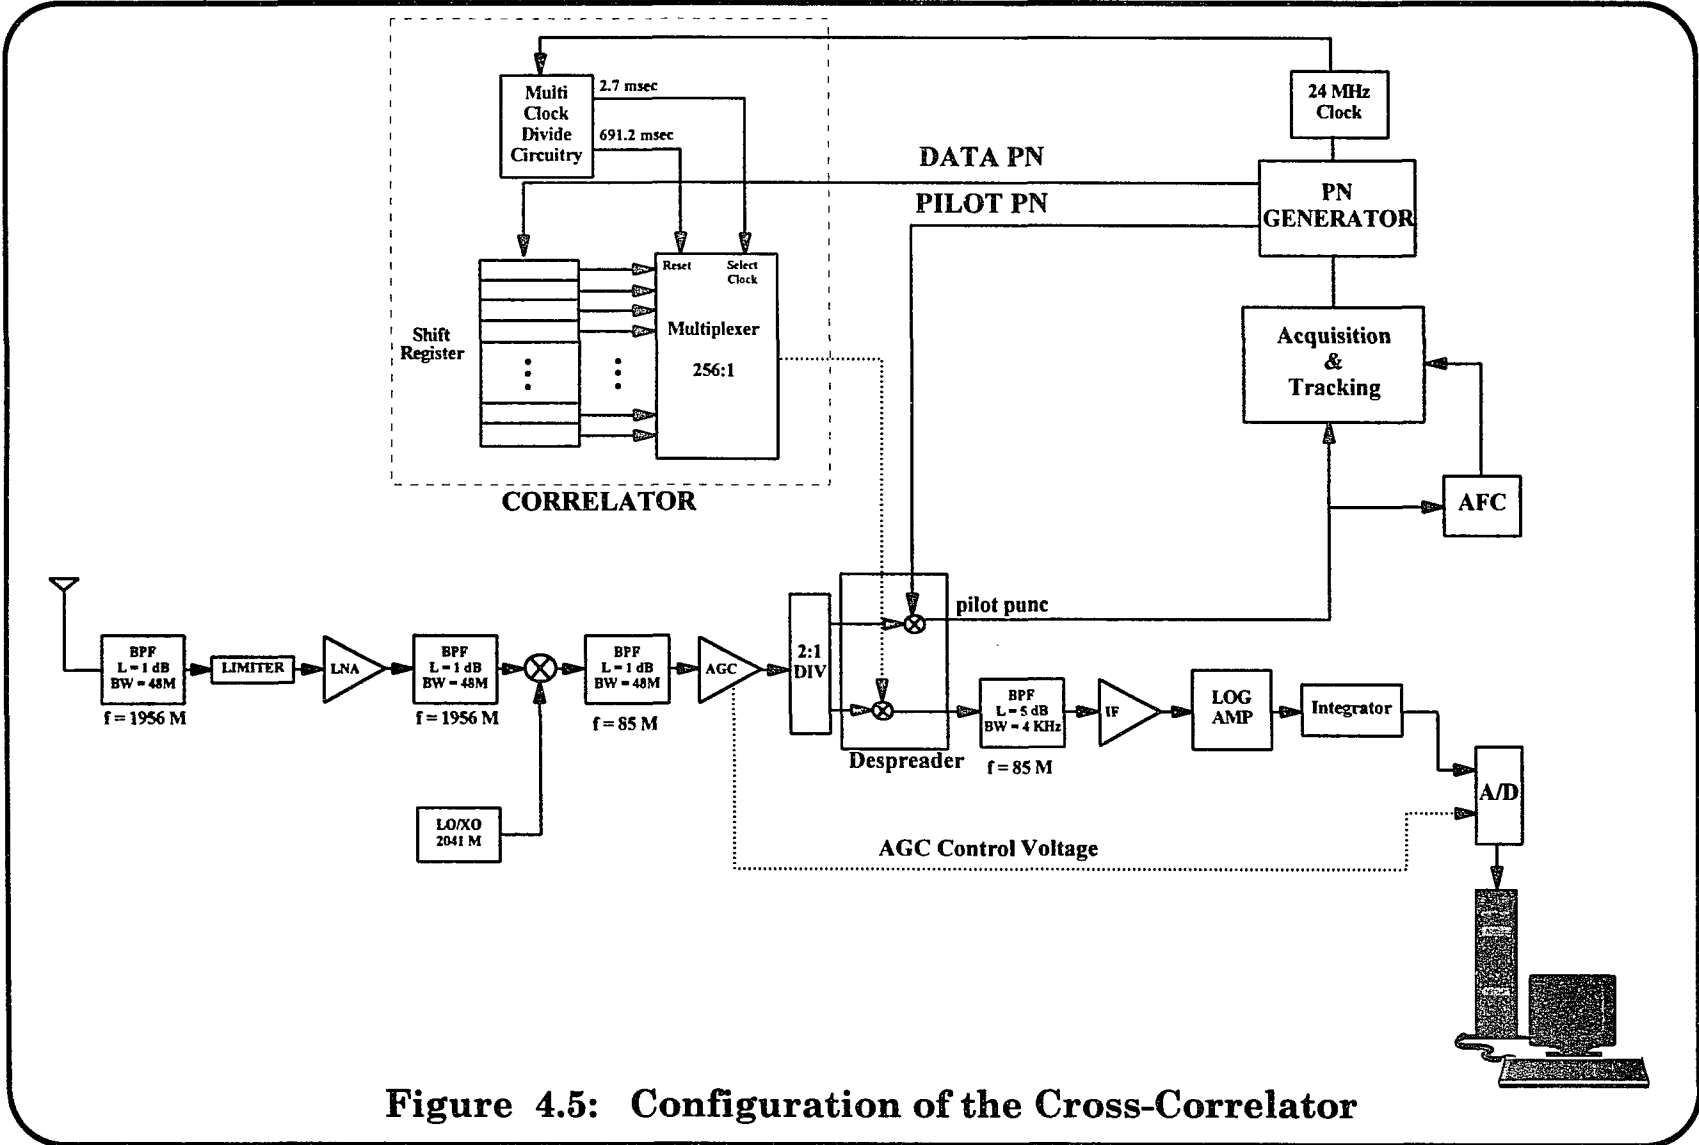 Multi
Clock
Divide
Circuitry
2.7 msec
691.2 msec
24 MHz
Clock
DATA PN
PILOT PN
PN
GENERATOR
Reset
Select
Clock
Shift
Register
Multiplexer
256:1
Acquisition
&
Tracking
CORRELATOR
AFC
pilot punc
BPF
L = 1 dB
BW = 48M
f = 1956 M
LIMITER
LNA
BPF
L = 1 dB
BW = 48M
f = 1956 M
BPF
L = 1 dB
BW = 48M
f = 85 M
AGC
2:1
DIV
Despreader
BPF
L = 5 dB
BW = 4 KHz
f = 85 M
IF
LOG
AMP
Integrator
A/D
LO/XO
2041 M
AGC Control Voltage
Figure 4.5: Configuration of the Cross-Correlator